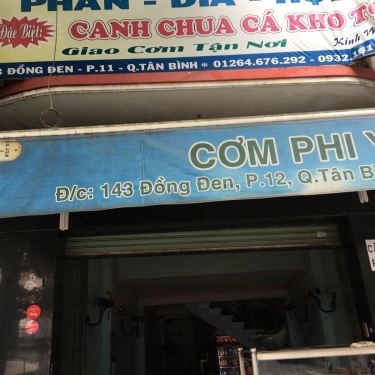 PHẦN - DĨA -
Đặc Biệt: CANH CHUA CÁ KHO
Giao Cơm Tận Nơi
ĐỒNG ĐEN - P.11 - Q.TÂN BÌNH * 01264.676.292 - 0932.
CƠM PHI
Đ/c: 143 Đồng Đen, P.12, Q.Tân